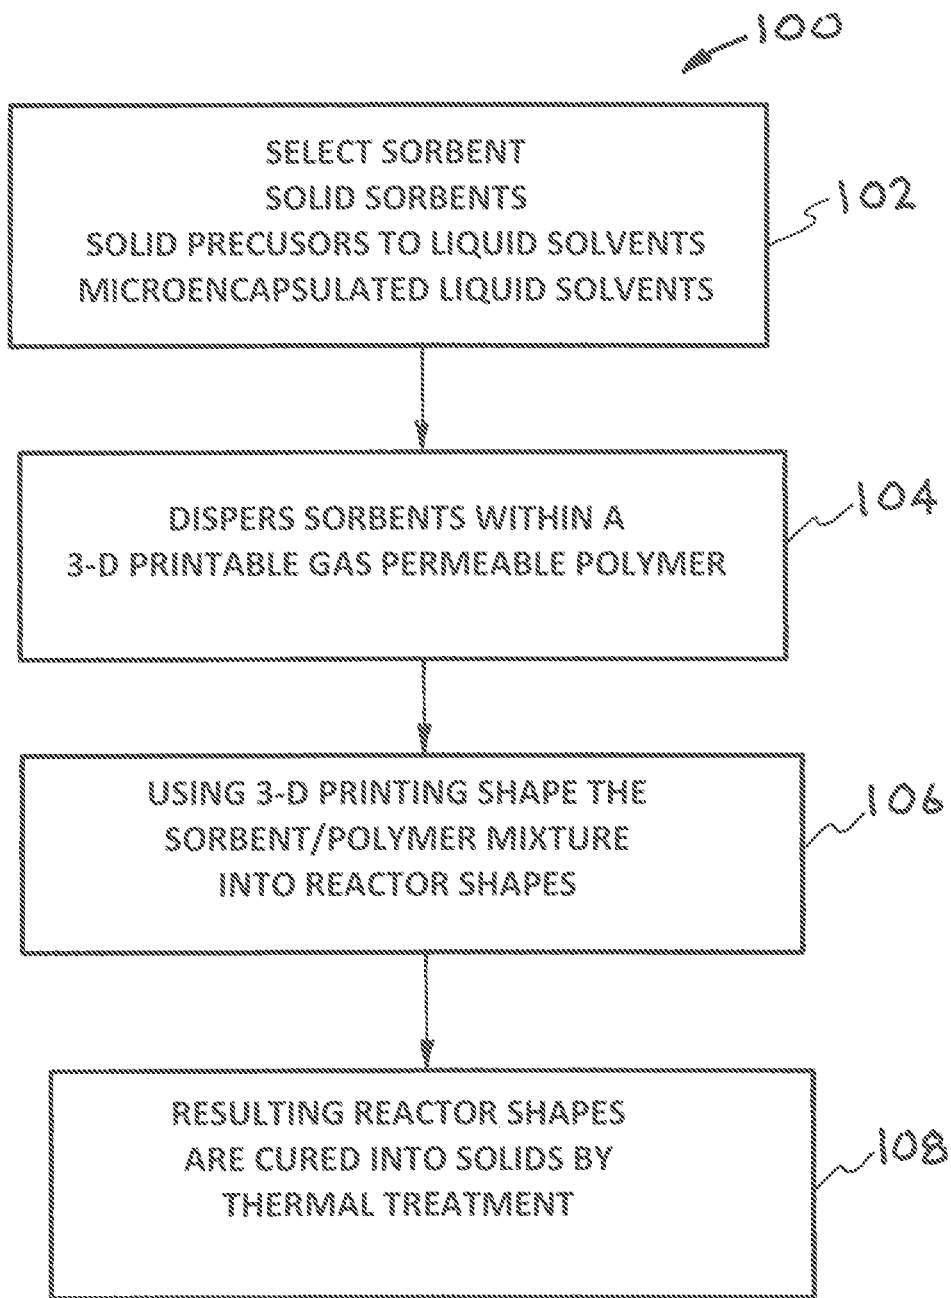 100
SELECT SORBENT
SOLID SORBENTS
SOLID PRECUSORS TO LIQUID SOLVENTS
MICROENCAPSULATED LIQUID SOLVENTS
102
DISPERS SORBENTS WITHIN A
3-D PRINTABLE GAS PERMEABLE POLYMER
104
USING 3-D PRINTING SHAPE THE
SORBENT/POLYMER MIXTURE
INTO REACTOR SHAPES
106
RESULTING REACTOR SHAPES
ARE CURED INTO SOLIDS BY
THERMAL TREATMENT
108